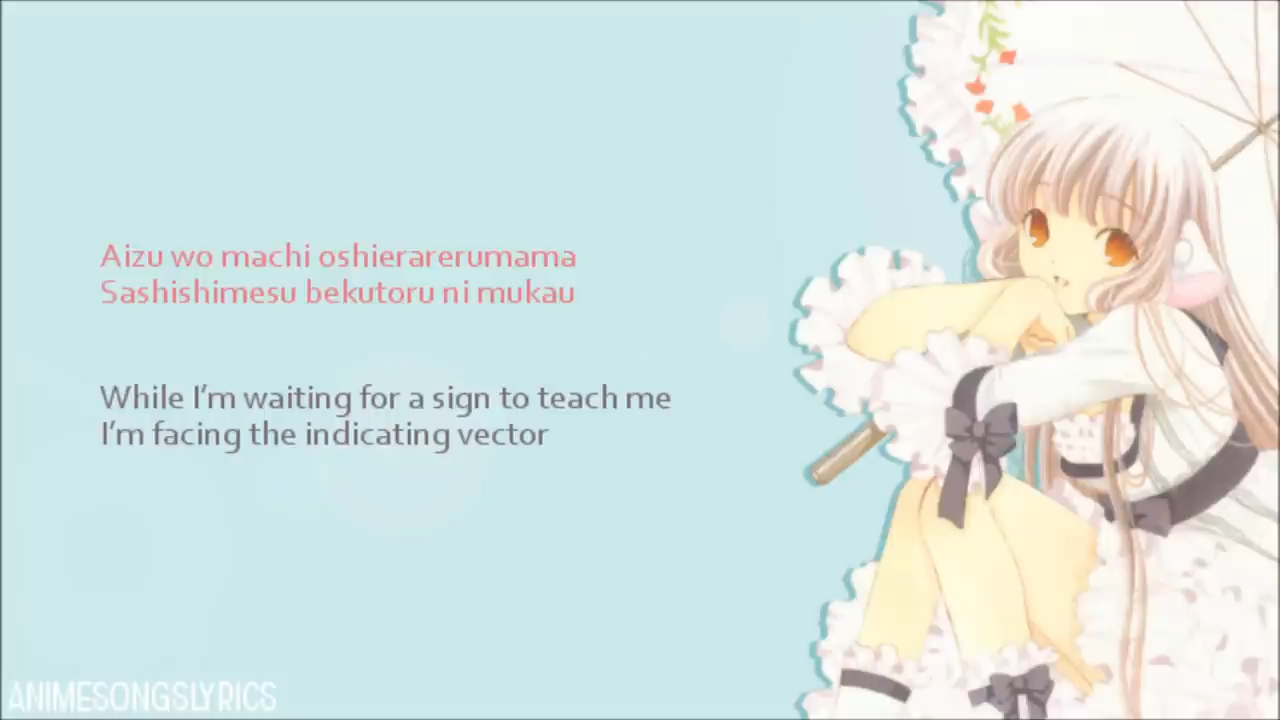 Aizu wo machi oshierarerumama
Sashishimesu bekutoru ni mukau
While I'm waiting for a sign to teach me
I'm facing the indicating vector
ANIMESONGSLYRICS